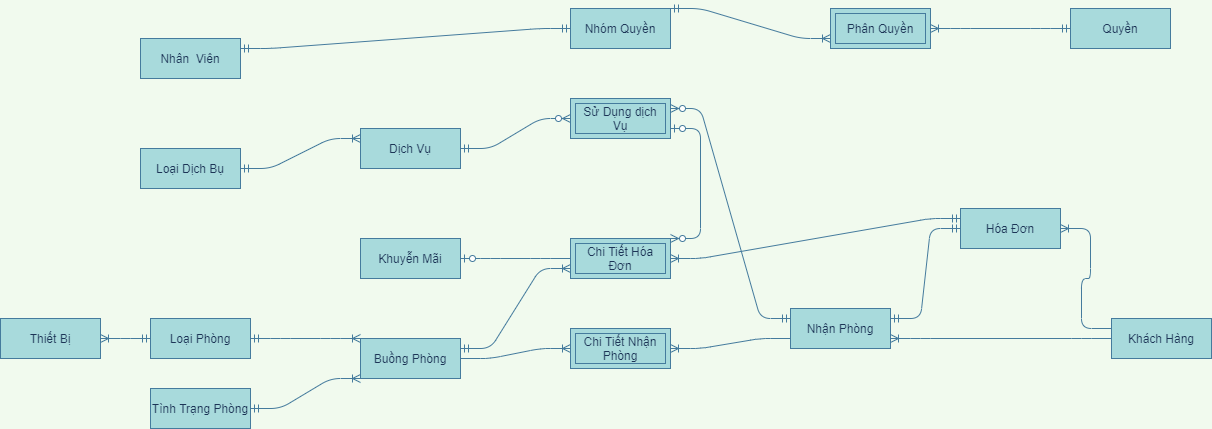 Nhóm Quyền
Phân Quyền
Quyền
Nhân Viên
Sử Dụng dịch
Vụ
Dịch Vụ
Loại Dịch Bụ
Hóa Đơn
Khuyễn Mãi
Chi Tiết Hóa
Đơn
Nhận Phòng
Thiết Bị
Loại Phòng
Buồng Phòng
Chi Tiết Nhận
Phòng
Khách Hàng
Tình Trạng Phòng